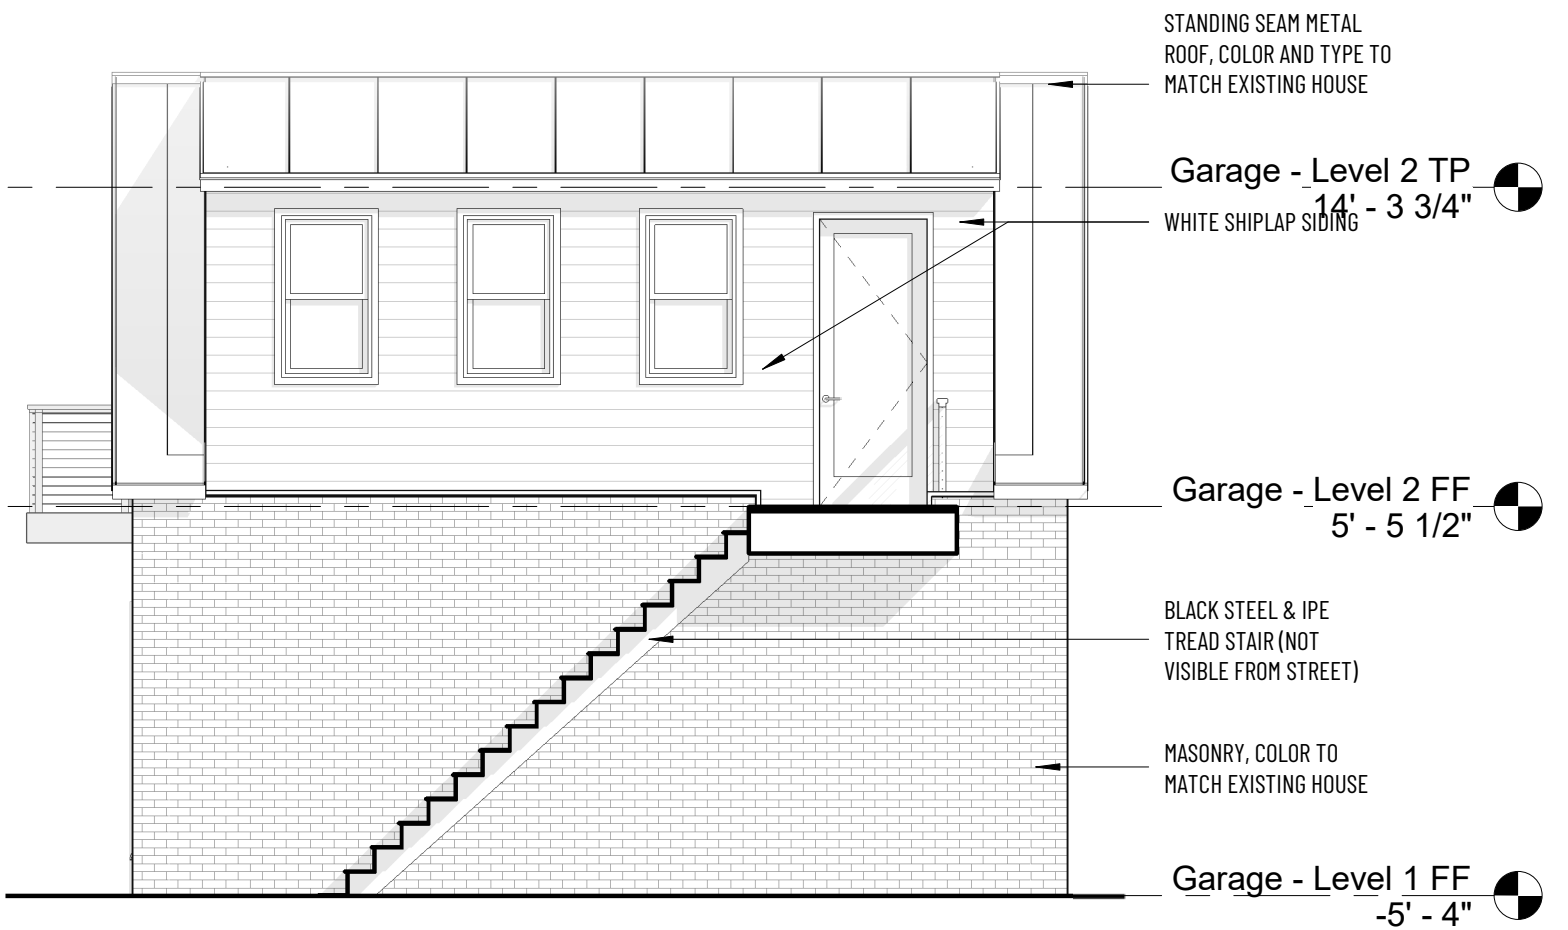 STANDING SEAM METAL
ROOF, COLOR AND TYPE TO
MATCH EXISTING HOUSE
Garage - Level 2 TP
14' - 3 3/4"
WHITE SHIPLAP SIDING
Garage - Level 2 FF
5' - 5 1/2"
BLACK STEEL & IPE
TREAD STAIR (NOT
VISIBLE FROM STREET)
MASONRY, COLOR TO
MATCH EXISTING HOUSE
Garage - Level 1 FF
-5' - 4"